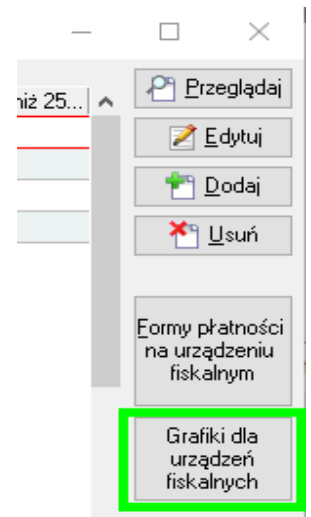 niż 25...
Przeglądaj
Edytuj
Dodaj
Usuń
Formy płatności
na urządzeniu
fiskalnym
Grafiki dla
urządzeń
fiskalnych